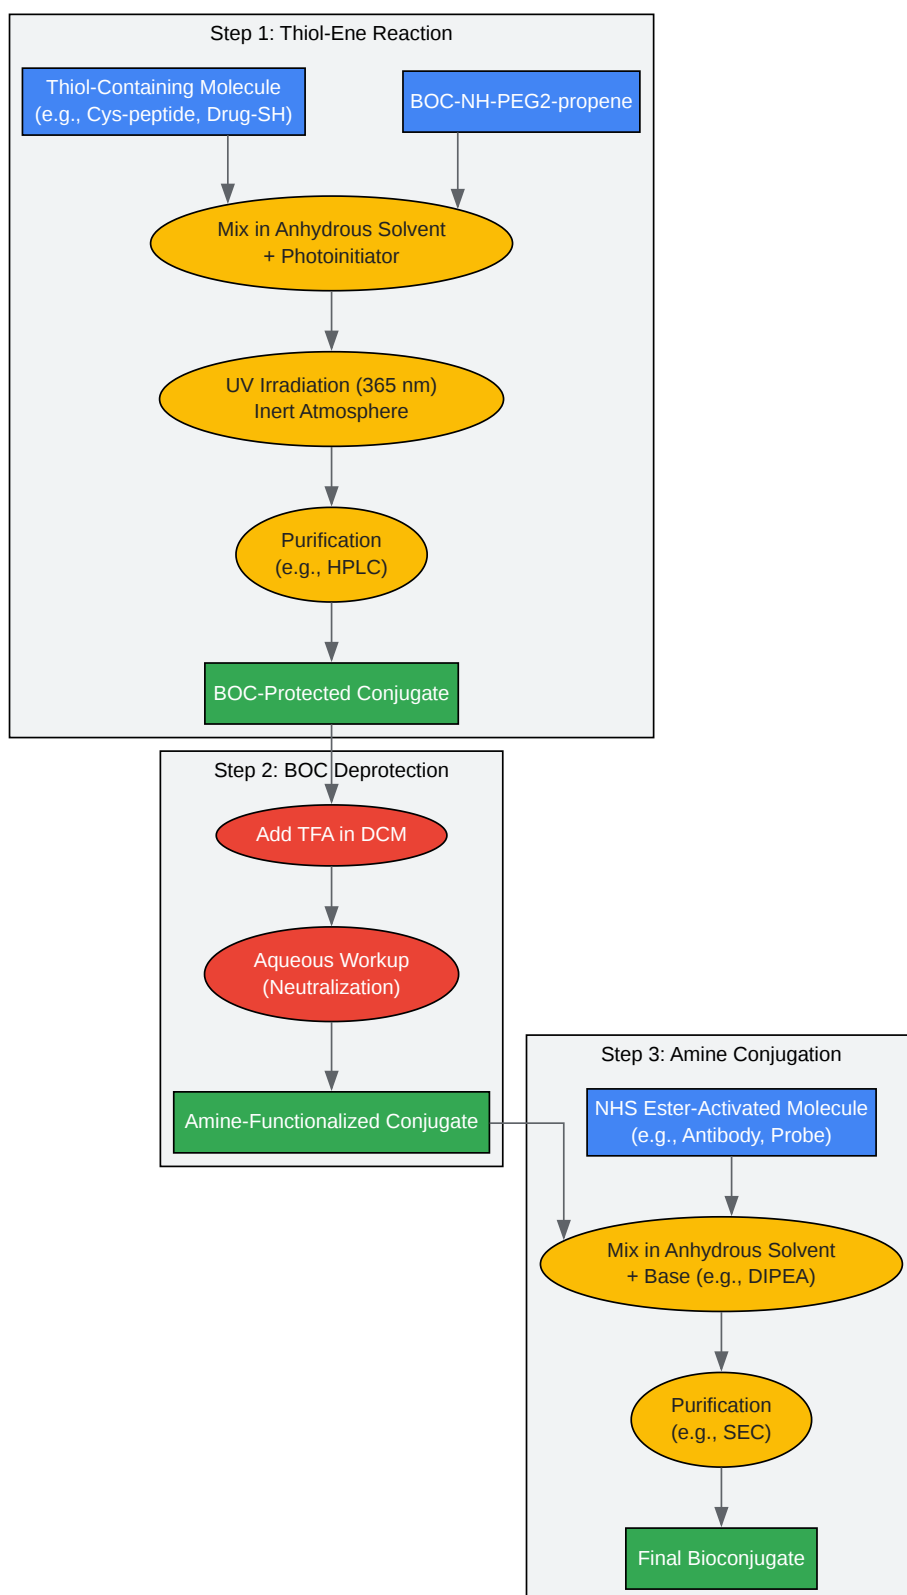 Step 1: Thiol-Ene Reaction
Thiol-Containing Molecule
(e.g., Cys-peptide, Drug-SH)
BOC-NH-PEG2-propene
Mix in Anhydrous Solvent
+ Photoinitiator
UV Irradiation (365 nm)
Inert Atmosphere
Purification
(e.g., HPLC)
BOC-Protected Conjugate
Step 2: BOC Deprotection
Add TFA in DCM
Aqueous Workup
(Neutralization)
Amine-Functionalized Conjugate
Step 3: Amine Conjugation
NHS Ester-Activated Molecule
(e.g., Antibody, Probe)
Mix in Anhydrous Solvent
+ Base (e.g., DIPEA)
Purification
(e.g., SEC)
Final Bioconjugate